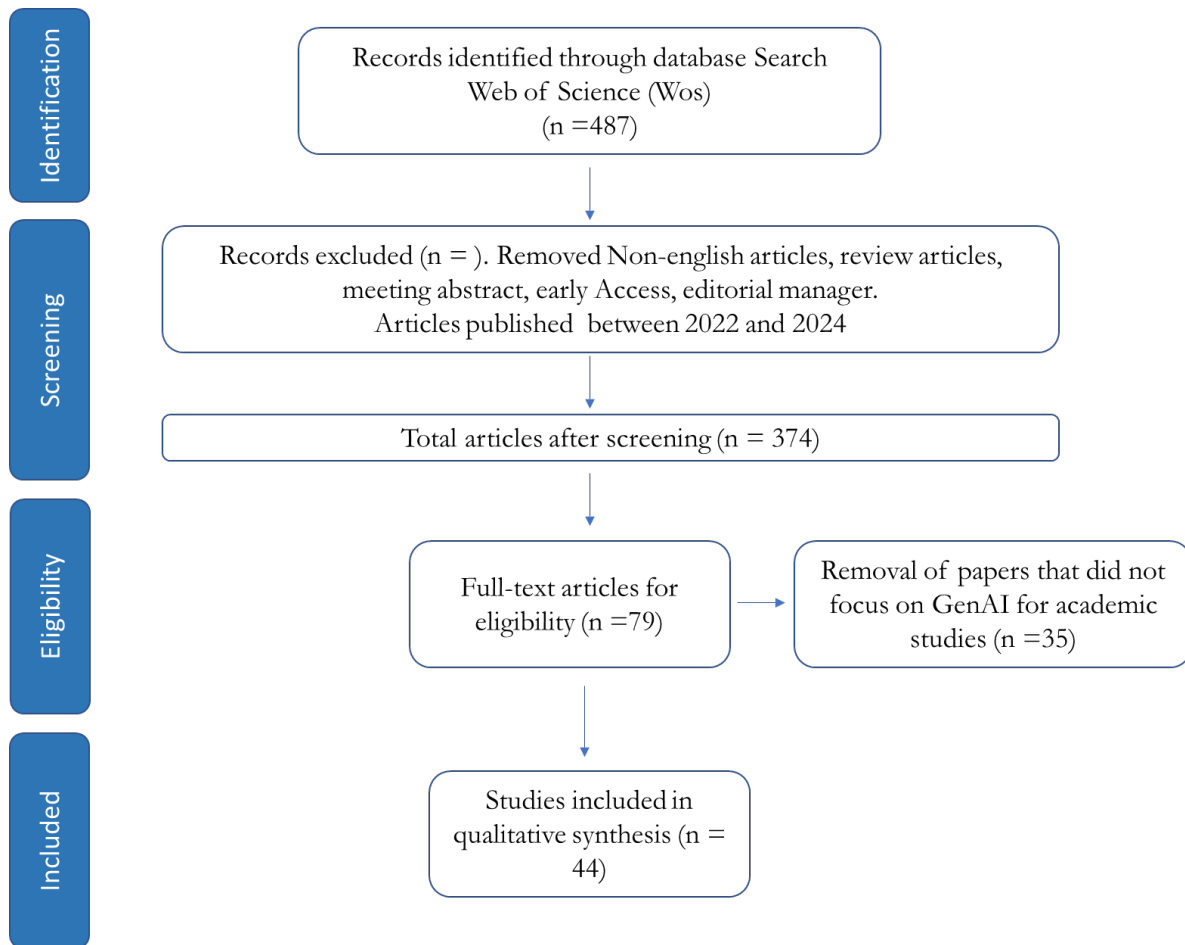 Identification
Records identified through database Search
Web of Science (Wos)
(n =487)
Screening
Records excluded (n = ). Removed Non-english articles, review articles,
meeting abstract, early Access, editorial manager.
Articles published between 2022 and 2024
Total articles after screening (n = 374)
Eligibility
Full-text articles for
eligibility (n =79)
Removal of papers that did not
focus on GenAI for academic
studies (n =35)
Included
Studies included in
qualitative synthesis (n =
44)